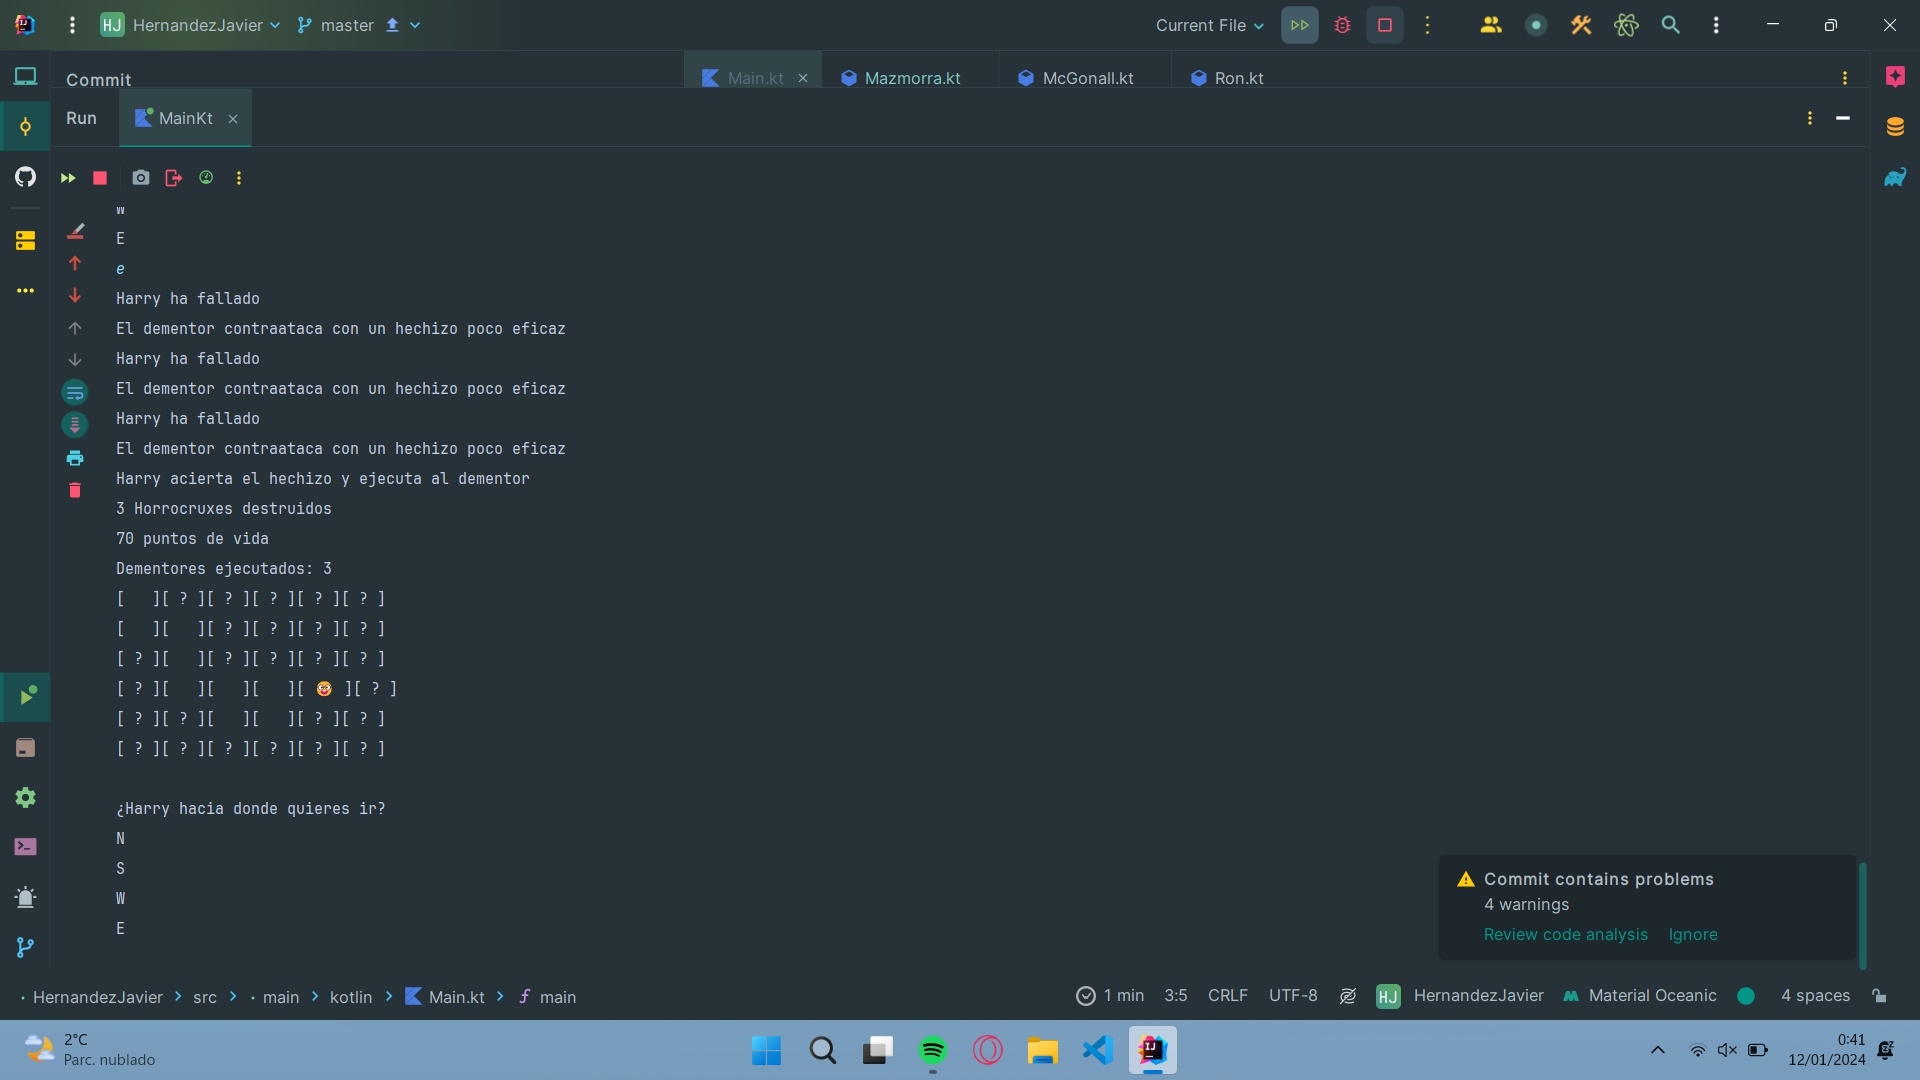 HJ HernandezJavier master Current File
Commit Main.kt Mazmorra.kt McGonall.kt Ron.kt
Run MainKt
W
E
e
Harry ha fallado
El dementor contraataca con un hechizo poco eficaz
Harry ha fallado
El dementor contraataca con un hechizo poco eficaz
Harry ha fallado
El dementor contraataca con un hechizo poco eficaz
Harry acierta el hechizo y ejecuta al dementor
3 Horrocruxes destruidos
70 puntos de vida
Dementores ejecutados: 3
[   ][ ? ][ ? ][ ? ][ ? ][ ? ]
[   ][   ][ ? ][ ? ][ ? ][ ? ]
[ ? ][   ][ ? ][ ? ][ ? ][ ? ]
[ ? ][   ][   ][   ][ 🤓 ][ ? ]
[ ? ][ ? ][   ][   ][ ? ][ ? ]
[ ? ][ ? ][ ? ][ ? ][ ? ][ ? ]
¿Harry hacia donde quieres ir?
N
S
W
E
Commit contains problems
4 warnings
Review code analysis Ignore
HernandezJavier > src > main > kotlin > Main.kt > main 1 min 3:5 CRLF UTF-8 HJ HernandezJavier Material Oceanic 4 spaces
2°C
Parc. nublado
0:41
12/01/2024